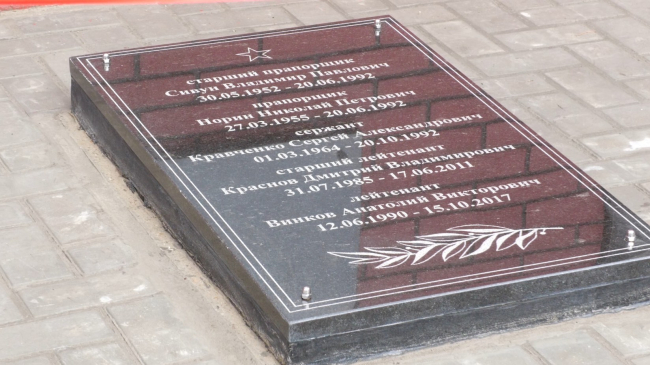 старший прапорщик
Сивун Владимир Павлович
30.05.1952 - 20.06.1992
прапорщик
Норин Николай Петрович
27.03.1955 - 20.06.1992
сержант
Кравченко Сергей Александрович
01.03.1964 - 20.10.1992
старший лейтенант
Краснов Дмитрий Владимирович
31.07.1985 - 17.06.2011
лейтенант
Винков Анатолий Викторович
12.06.1990 - 15.10.2017